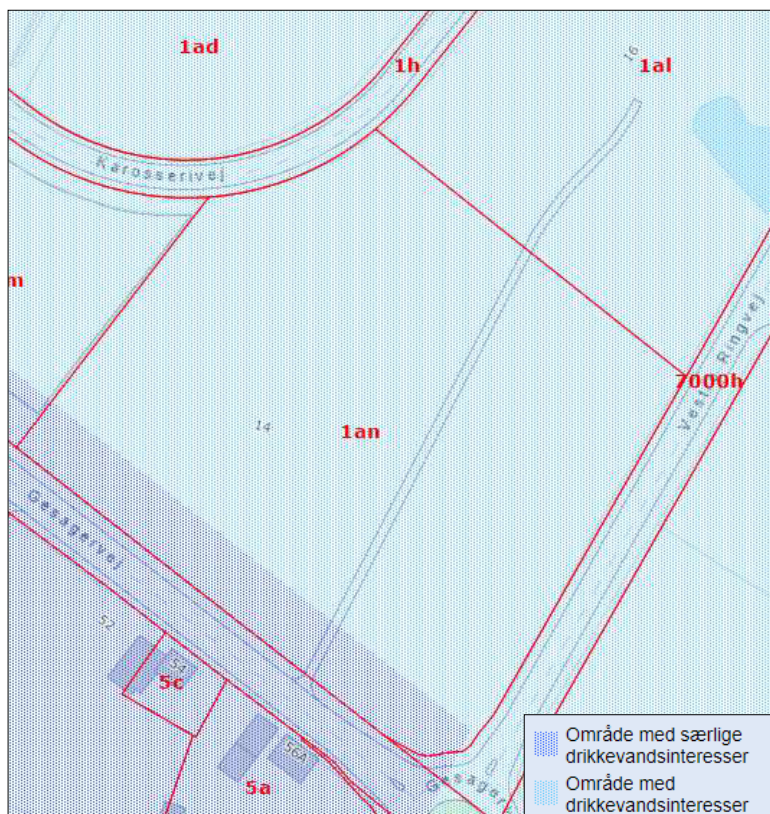 1ad
1h
16
1al
Karosserivej
m
Vestre Ringvej
7000h
14
1an
Gesagervej
52
54
5c
56A
5a
Område med særlige
drikkevandsinteresser
Område med
drikkevandsinteresser